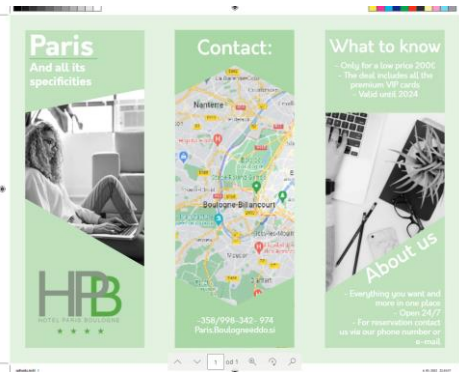 Paris
And all its
specificities
HPB
HOTEL PARIS BOULOGNE
Contact:
Nanterre
Boulogne-Billancourt
-358/998-342- 974
Paris.Boulogneeddo.si
What to know
- Only for a low price 200€
- The deal includes all the
premium VIP cards
- Valid until 2024
About us
- Everything you want and
more in one place
- Open 24/7
- For reservation contact
us via our phone number or
e-mail
1 od 1